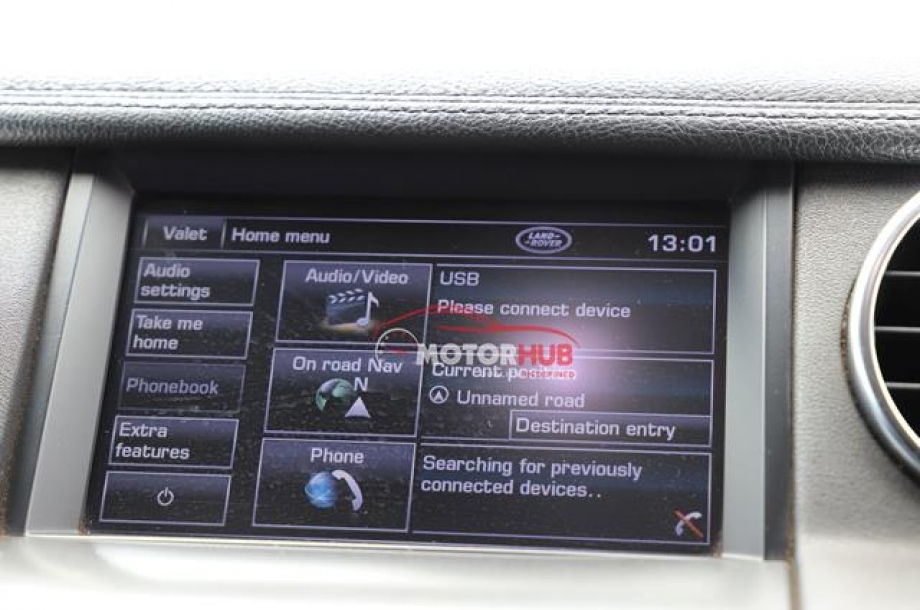 Valet
Home menu
LAND-
-ROVER
13:01
Audio
settings
Take me
home
Phonebook
Extra
features
Audio/Video
On road Nav
N
Phone
USB
Please connect device
MOTORHUB
Current position
Unnamed road
Destination entry
Searching for previously
connected devices..